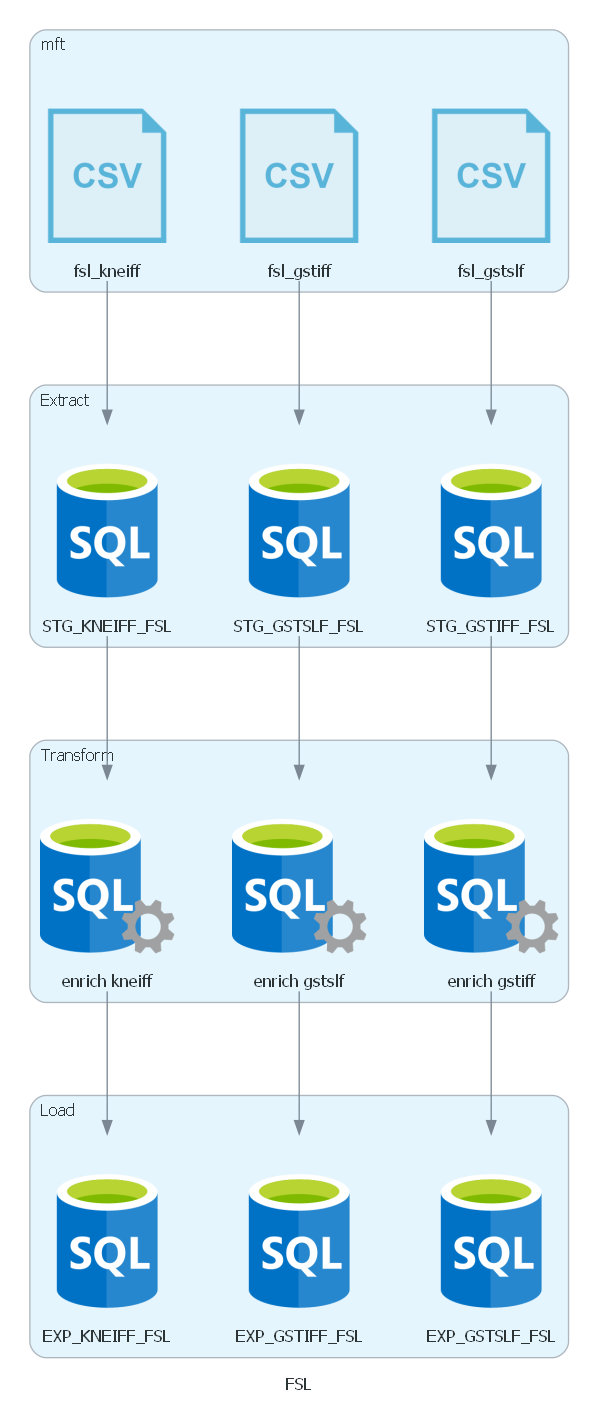 mft
CSV CSV CSV
fsl_kneiff fsl_gstiff fsl_gstslf
Extract
SQL SQL SQL
STG_KNEIFF_FSL STG_GSTSLF_FSL STG_GSTIFF_FSL
Transform
SQL SQL SQL
enrich kneiff enrich gstslf enrich gstiff
Load
SQL SQL SQL
EXP_KNEIFF_FSL EXP_GSTIFF_FSL EXP_GSTSLF_FSL
FSL